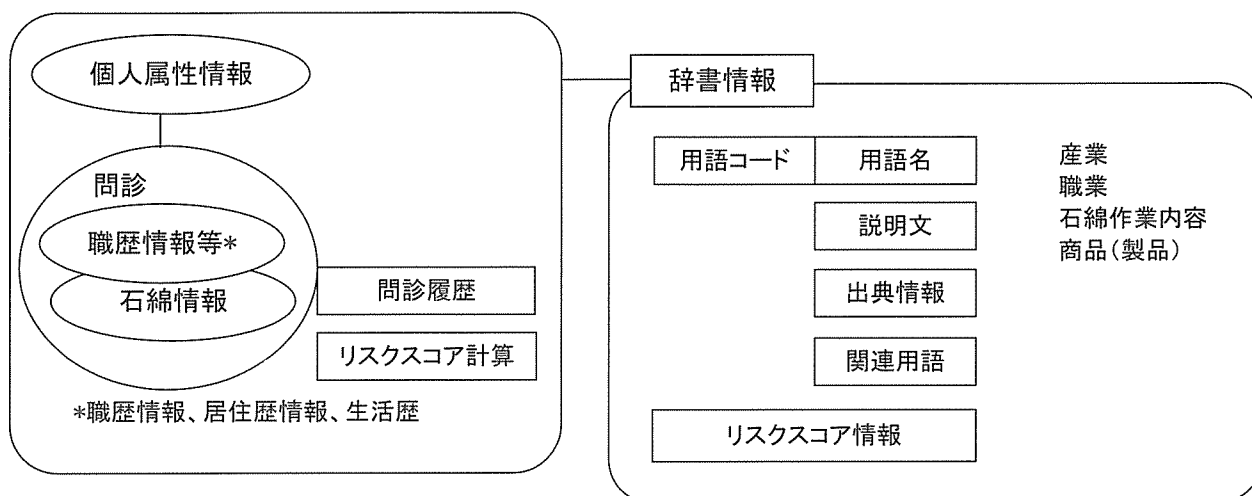 個人属性情報
問診
職歴情報等*
石綿情報
問診履歴
リスクスコア計算
*職歴情報、居住歴情報、生活歴
辞書情報
用語コード
用語名
説明文
出典情報
関連用語
リスクスコア情報
産業
職業
石綿作業内容
商品(製品)